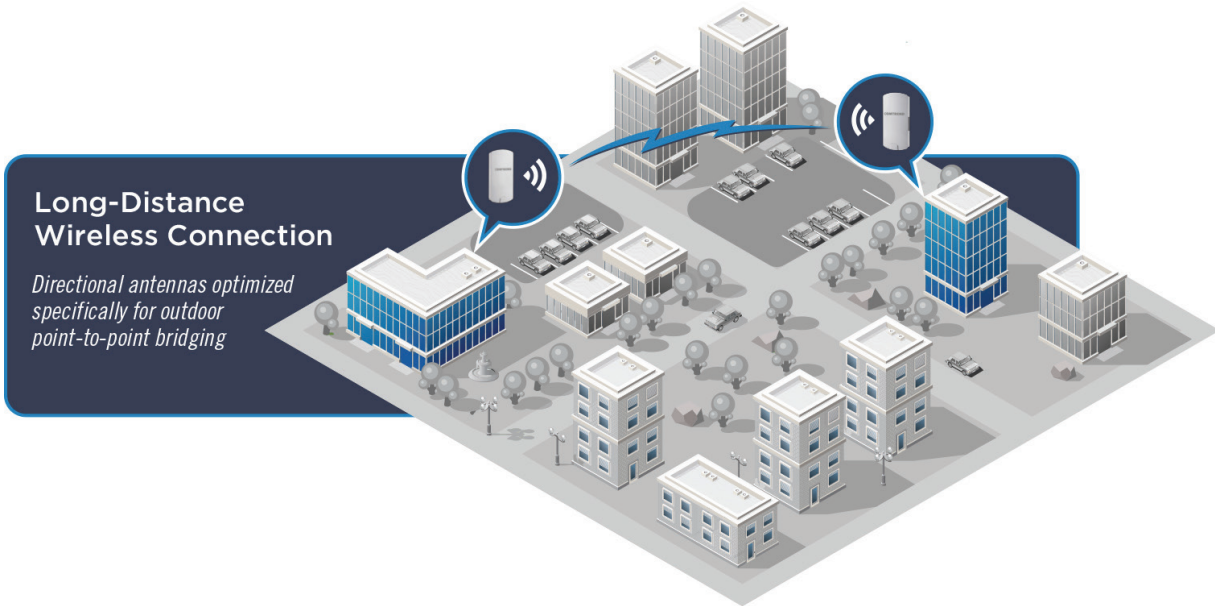 Long-Distance
Wireless Connection
Directional antennas optimized
specifically for outdoor
point-to-point bridging